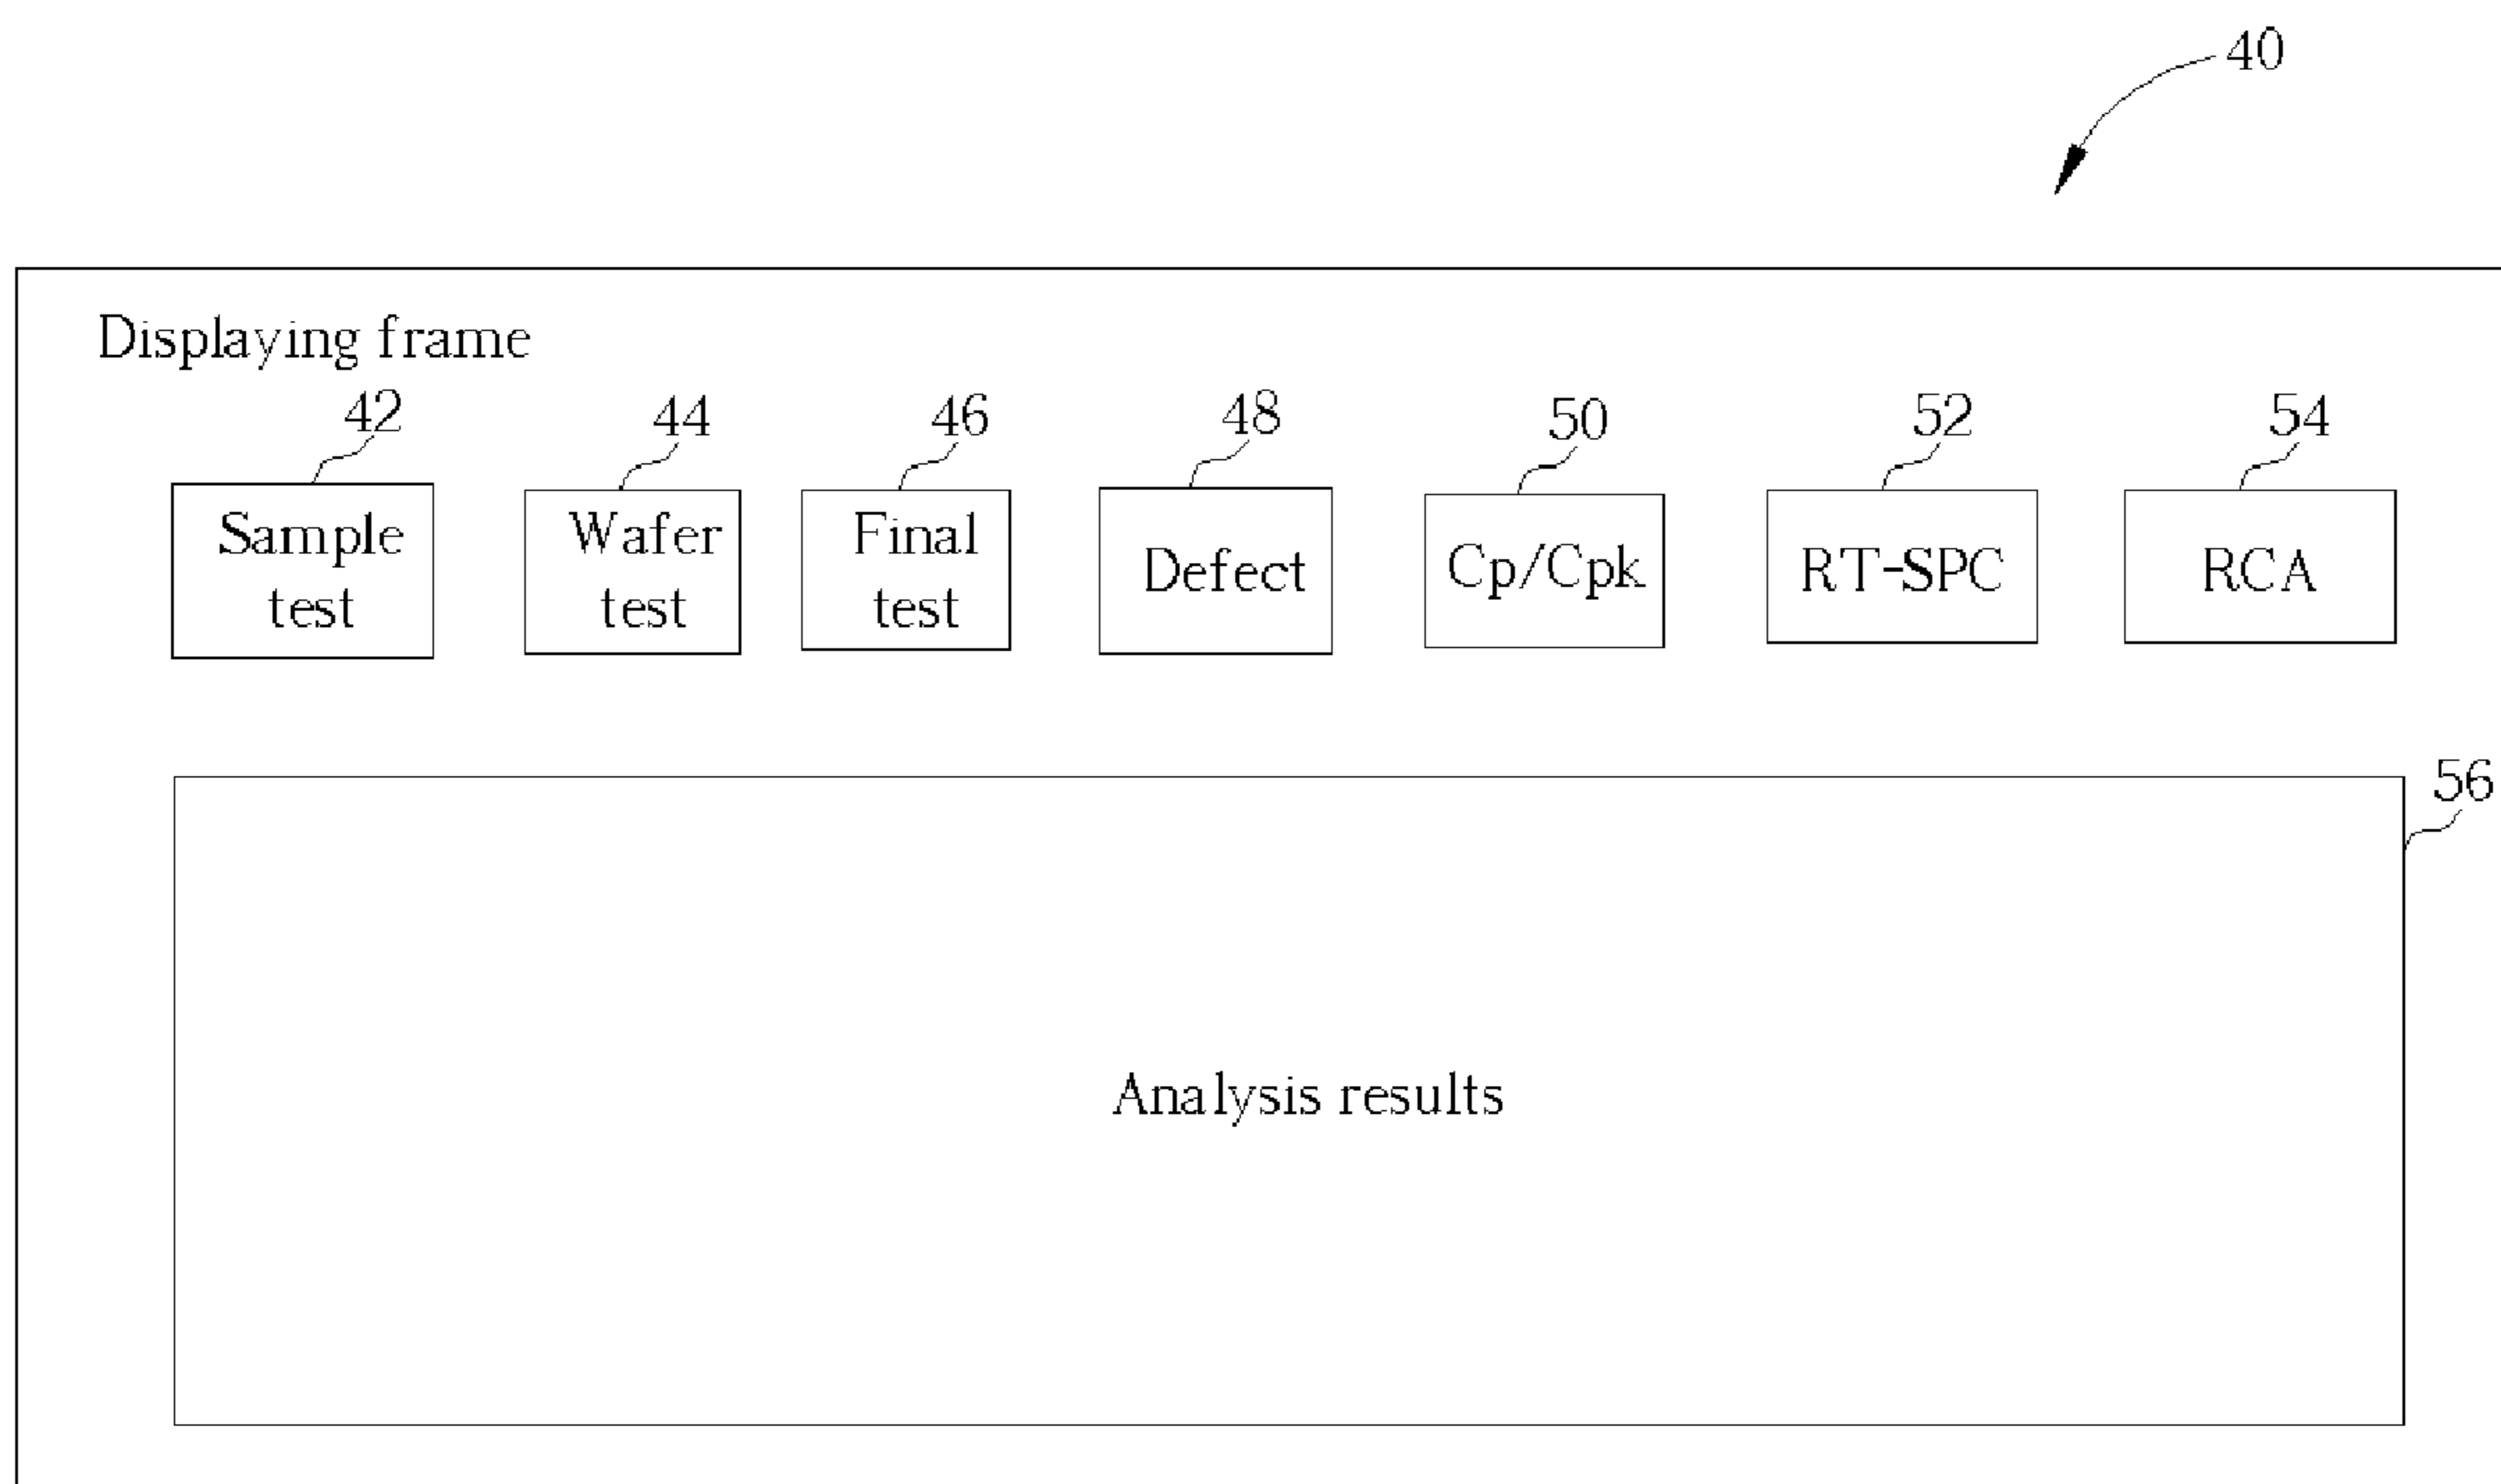 40
Displaying frame
42
44
46
48
50
52
54
Sample
test
Wafer
test
Final
test
Defect
Cp/Cpk
RT-SPC
RCA
56
Analysis results